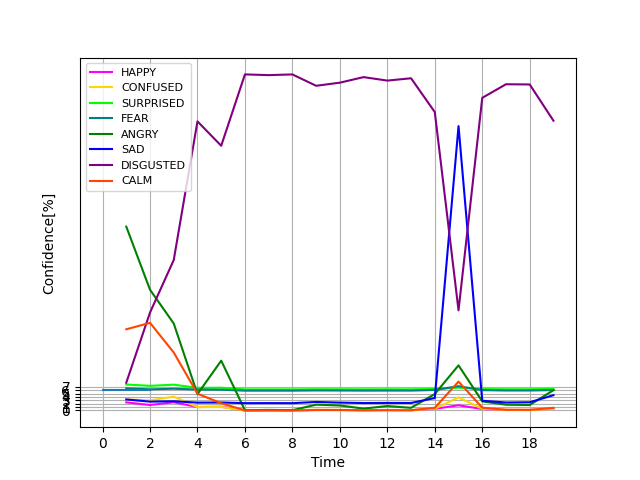 HAPPY
CONFUSED
SURPRISED
FEAR
ANGRY
SAD
DISGUSTED
CALM
Confidence[%]
0 2 4 6 8 10 12 14 16 18
Time